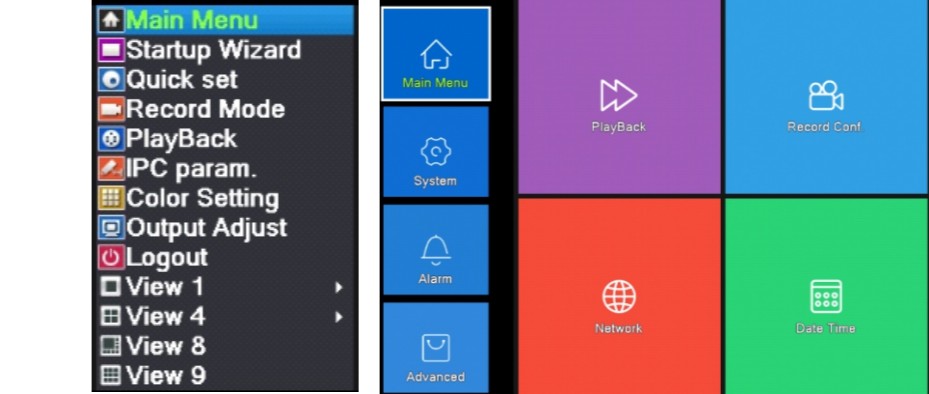 Main Menu
Startup Wizard
Quick set
Record Mode
PlayBack
IPC param.
Color Setting
Output Adjust
Logout
View 1
View 4
View 8
View 9
Main Menu
System
Alarm
Advanced
PlayBack
Record Conf.
Network
Date Time